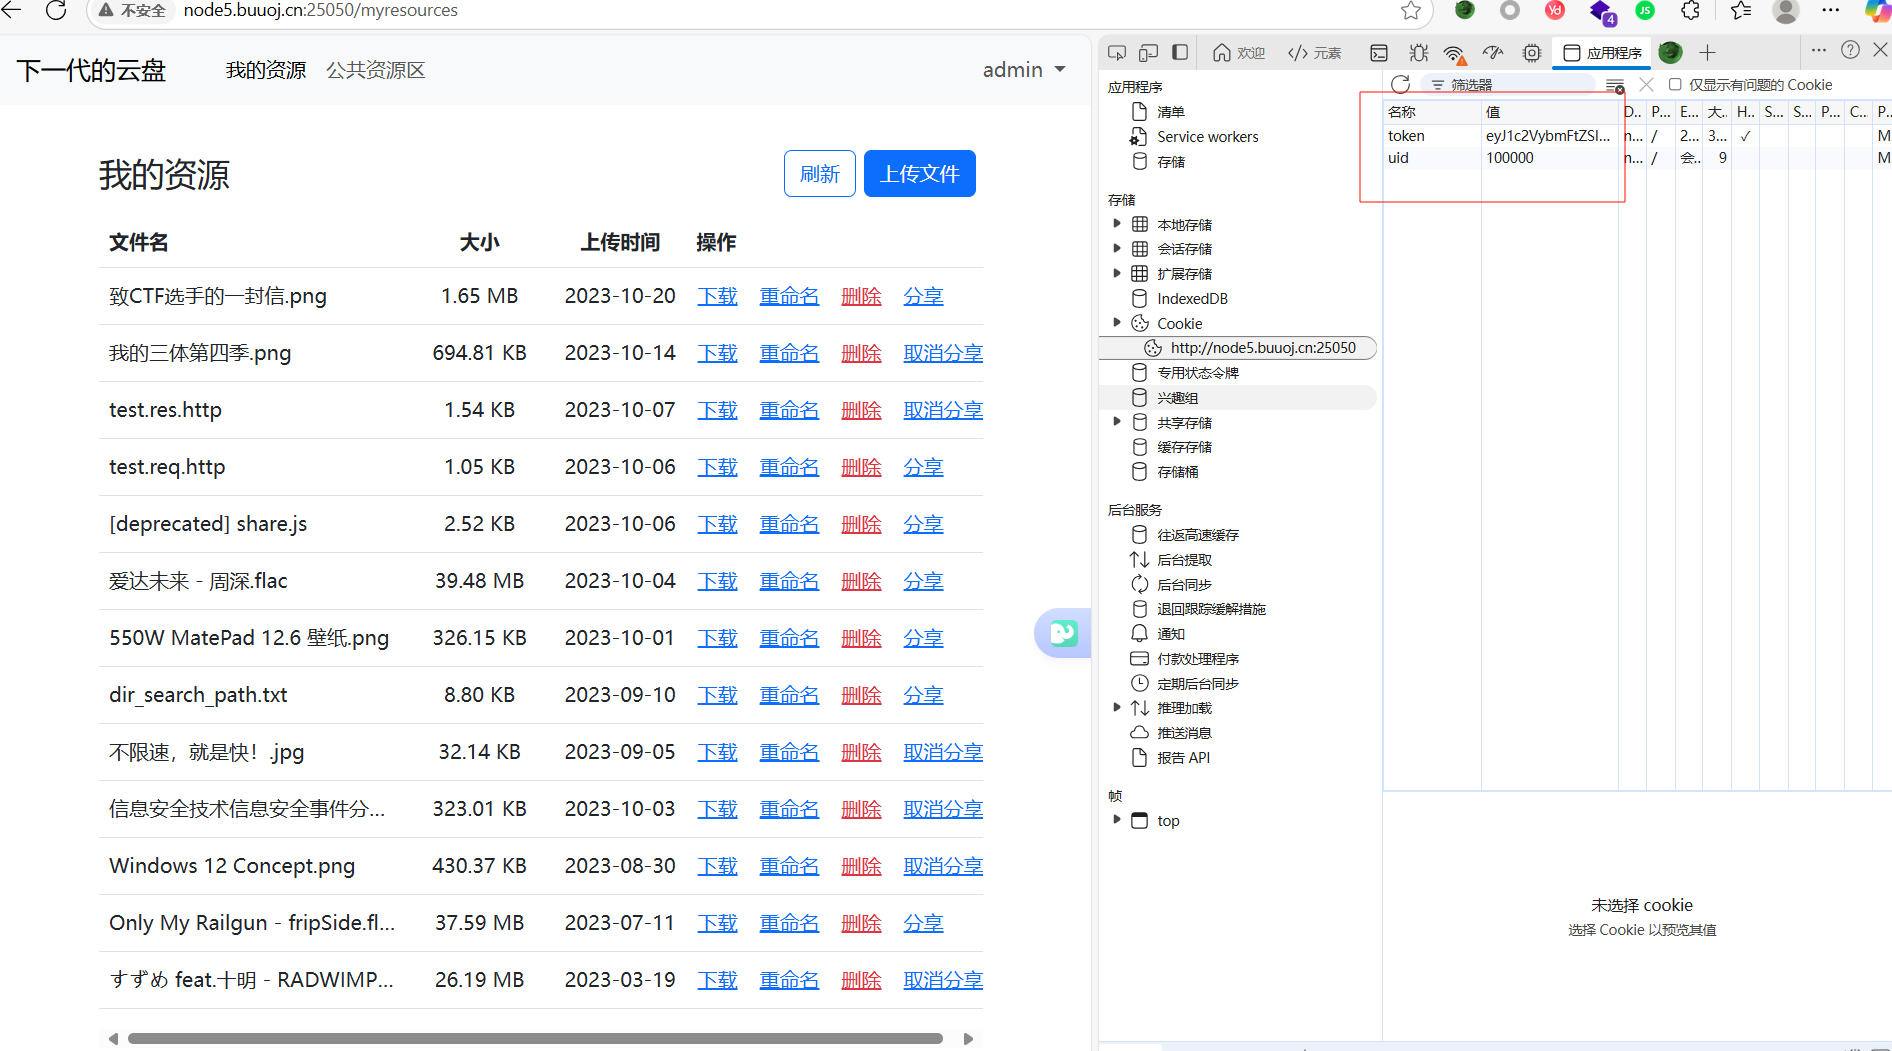 不安全 node5.buuoj.cn:25050/myresources
下一代的云盘 我的资源 公共资源区 admin
我的资源 刷新 上传文件
文件名 大小 上传时间 操作
致CTF选手的一封信.png 1.65 MB 2023-10-20 下载 重命名 删除 分享
我的三体第四季.png 694.81 KB 2023-10-14 下载 重命名 删除 取消分享
test.res.http 1.54 KB 2023-10-07 下载 重命名 删除 取消分享
test.req.http 1.05 KB 2023-10-06 下载 重命名 删除 分享
[deprecated] share.js 2.52 KB 2023-10-06 下载 重命名 删除 分享
爱达未来 - 周深.flac 39.48 MB 2023-10-04 下载 重命名 删除 分享
550W MatePad 12.6 壁纸.png 326.15 KB 2023-10-01 下载 重命名 删除 分享
dir_search_path.txt 8.80 KB 2023-09-10 下载 重命名 删除 分享
不限速，就是快！.jpg 32.14 KB 2023-09-05 下载 重命名 删除 取消分享
信息安全技术信息安全事件分... 323.01 KB 2023-10-03 下载 重命名 删除 取消分享
Windows 12 Concept.png 430.37 KB 2023-08-30 下载 重命名 删除 取消分享
Only My Railgun - fripSide.fl... 37.59 MB 2023-07-11 下载 重命名 删除 分享
すずめ feat.十明 - RADWIMP... 26.19 MB 2023-03-19 下载 重命名 删除 取消分享
欢迎 </> 元素 应用程序
应用程序
清单
Service workers
存储
存储
本地存储
会话存储
扩展存储
IndexedDB
Cookie
http://node5.buuoj.cn:25050
专用状态令牌
兴趣组
共享存储
缓存存储
存储桶
后台服务
往返高速缓存
后台提取
后台同步
退回跟踪缓解措施
通知
付款处理程序
定期后台同步
推理加载
推送消息
报告 API
帧
top
筛选器 仅显示有问题的 Cookie
名称 值 D.. P... E... 大.. H.. S... S... P... C... P..
token eyJ1c2VybmFtZSI... n... / 2... 3... ✓ M
uid 100000 n... / 会.. 9 M
未选择 cookie
选择 Cookie 以预览其值